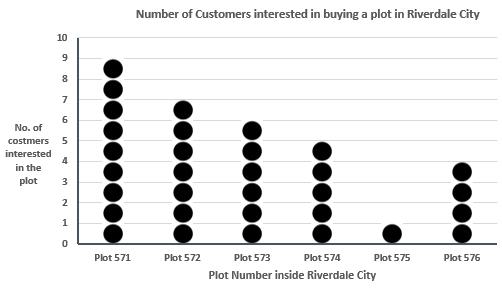 Number of Customers interested in buying a plot in Riverdale City
10
9
8
7
6
5
4
3
2
1
0
No. of
costmers
interested
in the
plot
Plot 571 Plot 572 Plot 573 Plot 574 Plot 575 Plot 576
Plot Number inside Riverdale City